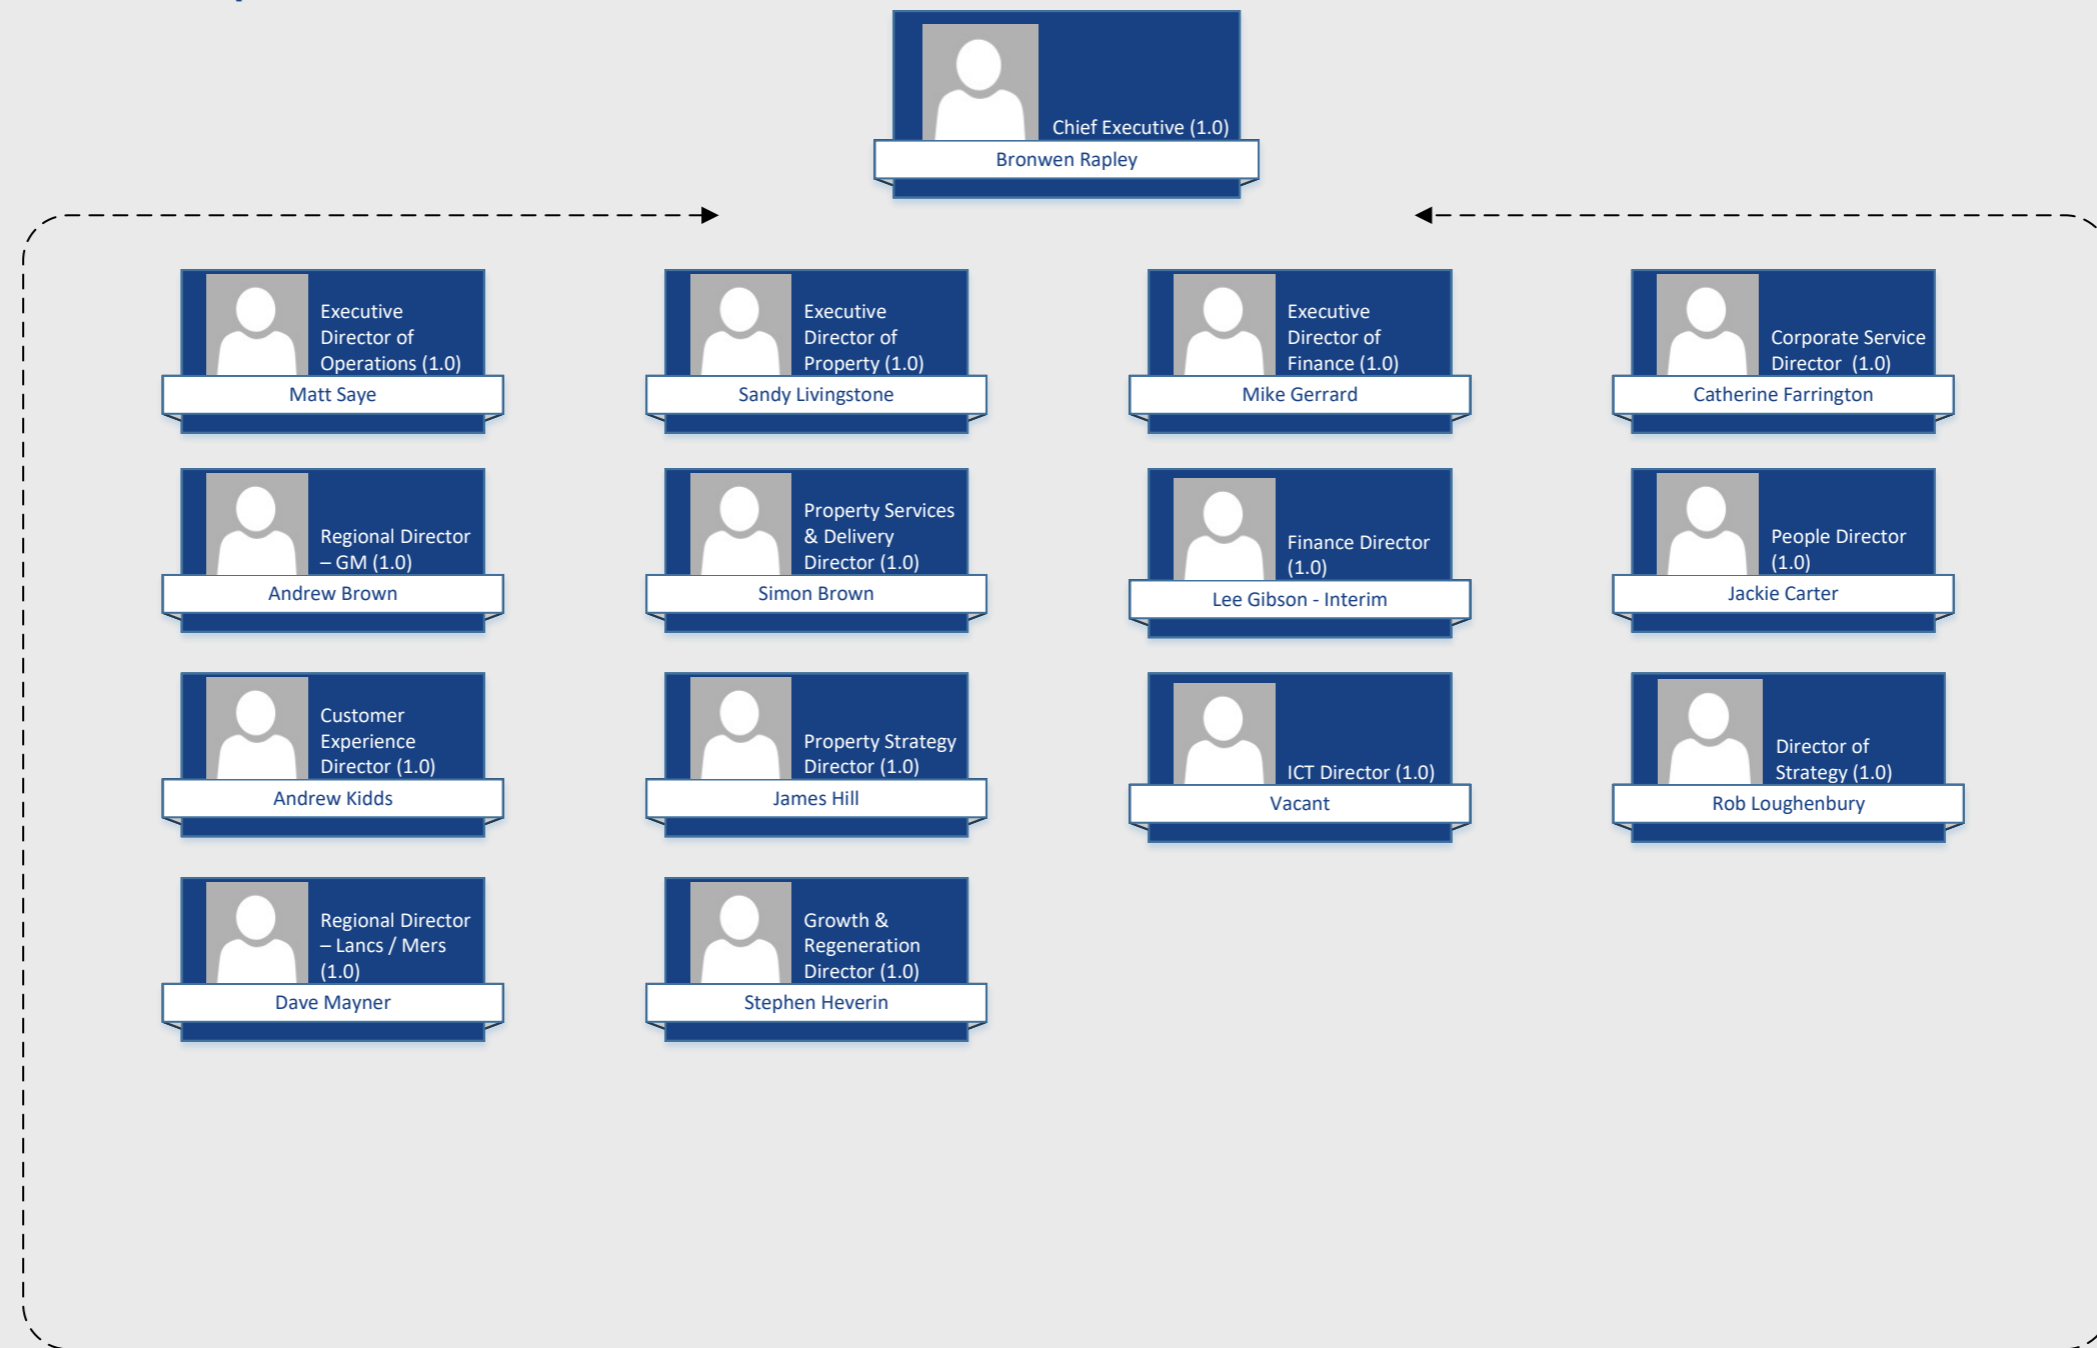 Chief Executive (1.0)
Bronwen Rapley
Executive
Director of
Operations (1.0)
Matt Saye
Executive
Director of
Property (1.0)
Sandy Livingstone
Executive
Director of
Finance (1.0)
Mike Gerrard
Corporate Service
Director (1.0)
Catherine Farrington
Regional Director
– GM (1.0)
Andrew Brown
Property Services
& Delivery
Director (1.0)
Simon Brown
Finance Director
(1.0)
Lee Gibson - Interim
People Director
(1.0)
Jackie Carter
Customer
Experience
Director (1.0)
Andrew Kidds
Property Strategy
Director (1.0)
James Hill
ICT Director (1.0)
Vacant
Director of
Strategy (1.0)
Rob Loughenbury
Regional Director
– Lancs / Mers
(1.0)
Dave Mayner
Growth &
Regeneration
Director (1.0)
Stephen Heverin